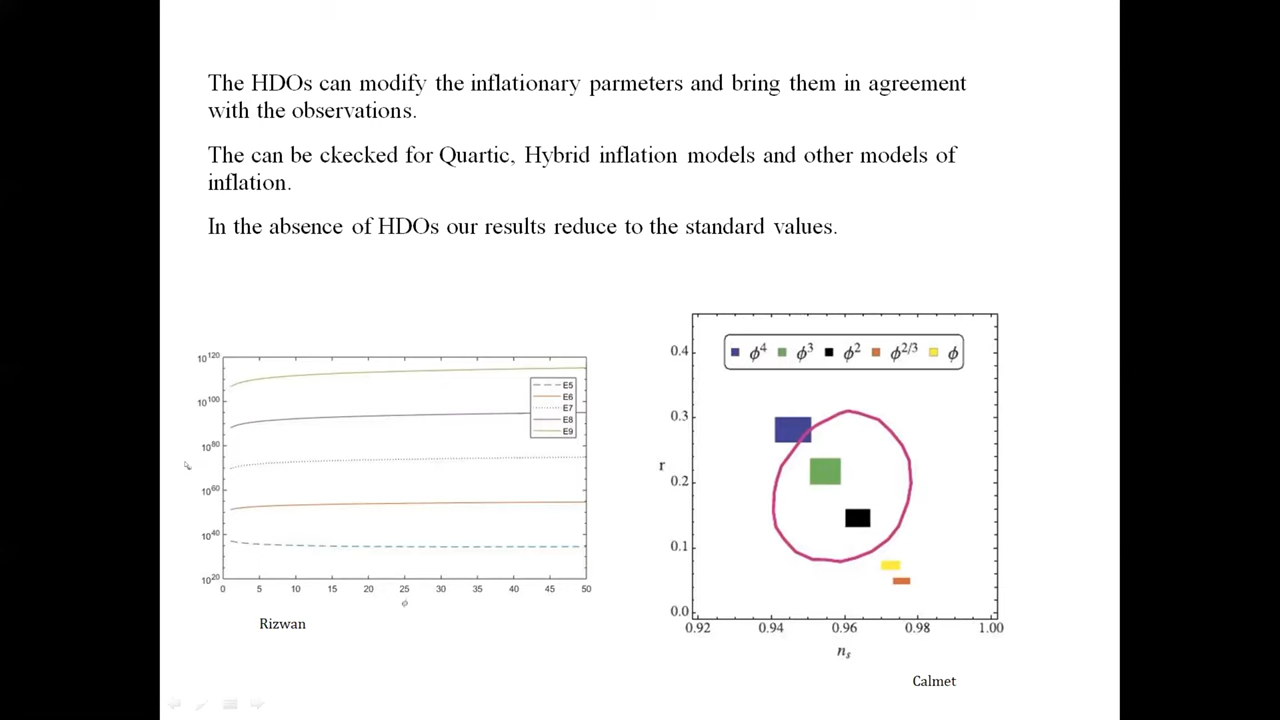 The HDOs can modify the inflationary parmeters and bring them in agreement
with the observations.
The can be ckecked for Quartic, Hybrid inflation models and other models of
inflation.
In the absence of HDOs our results reduce to the standard values.
10^120
10^100
10^80
10^60
10^40
10^20
0 5 10 15 20 25 30 35 40 45 50
ϕ
E5
E6
E7
E8
E9
Rizwan
ϕ^4 ϕ^3 ϕ^2 ϕ^2/3 ϕ
0.4
0.3
r
0.2
0.1
0.0
0.92 0.94 0.96 0.98 1.00
n_s
Calmet